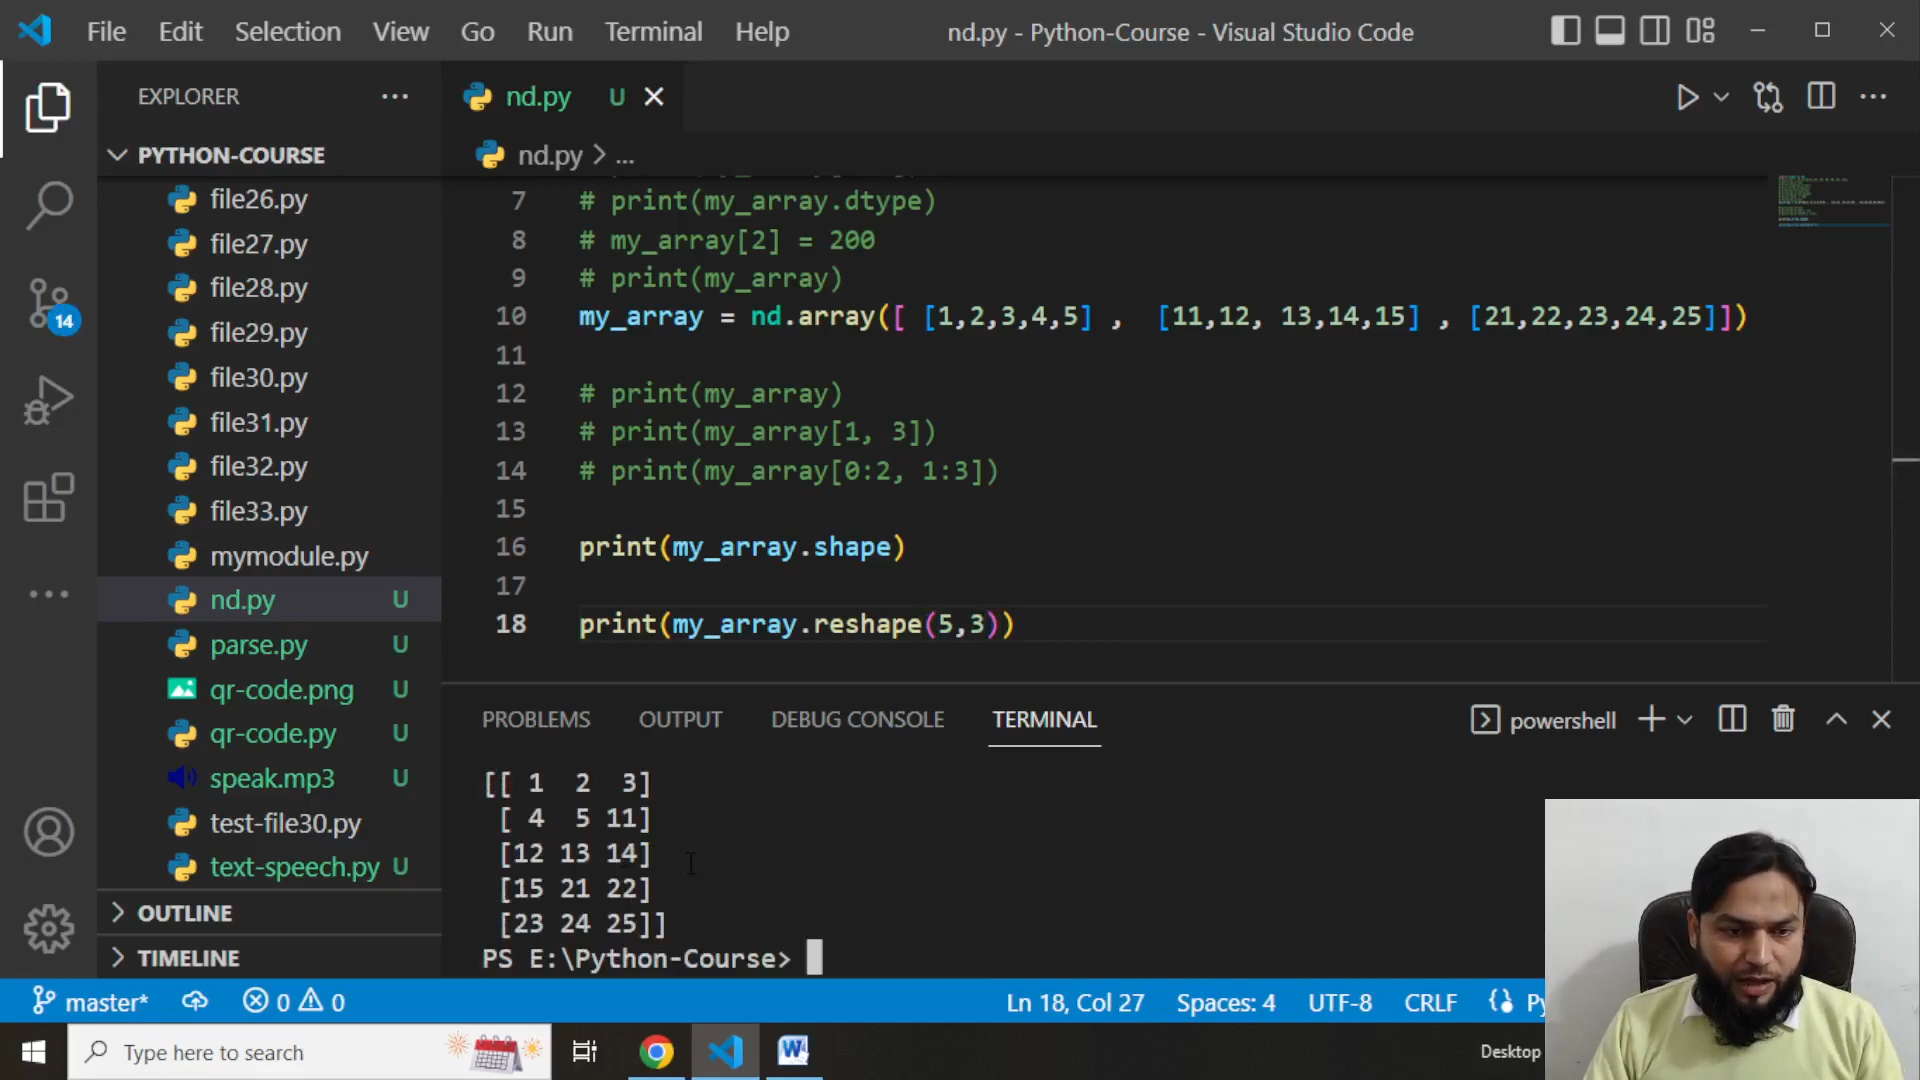 File Edit Selection View Go Run Terminal Help
nd.py - Python-Course - Visual Studio Code
EXPLORER
nd.py U
PYTHON-COURSE
nd.py > ...
file26.py
file27.py
file28.py
file29.py
file30.py
file31.py
file32.py
file33.py
mymodule.py
nd.py U
parse.py U
qr-code.png U
qr-code.py U
speak.mp3 U
test-file30.py
text-speech.py U
OUTLINE
TIMELINE
14
7 # print(my_array.dtype)
8 # my_array[2] = 200
9 # print(my_array)
10 my_array = nd.array([ [1,2,3,4,5] , [11,12, 13,14,15] , [21,22,23,24,25]])
11
12 # print(my_array)
13 # print(my_array[1, 3])
14 # print(my_array[0:2, 1:3])
15
16 print(my_array.shape)
17
18 print(my_array.reshape(5,3))
PROBLEMS OUTPUT DEBUG CONSOLE TERMINAL
powershell
[[ 1 2 3]
[ 4 5 11]
[12 13 14]
[15 21 22]
[23 24 25]]
PS E:\Python-Course>
master* 0 0
Ln 18, Col 27 Spaces: 4 UTF-8 CRLF
Type here to search
Desktop